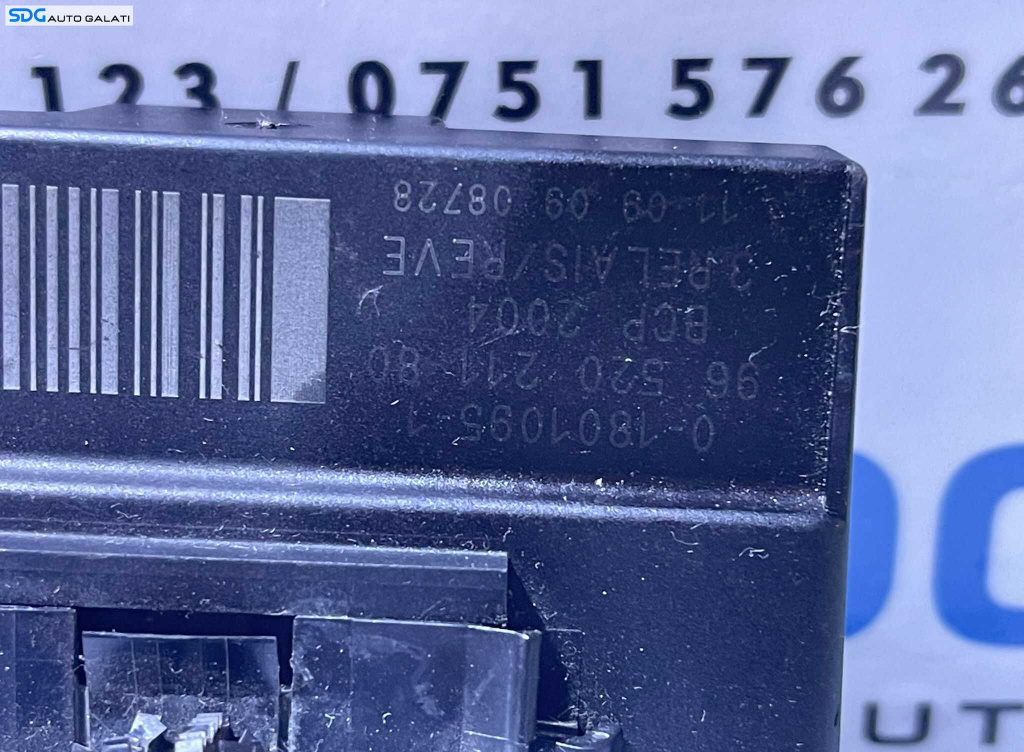 SDG AUTO GALATI
123 / 0751 576 26
0-1801095-1
96 520 211 80
BCP 2004
3 RELAIS/REVE
11-09 09 08728
UT